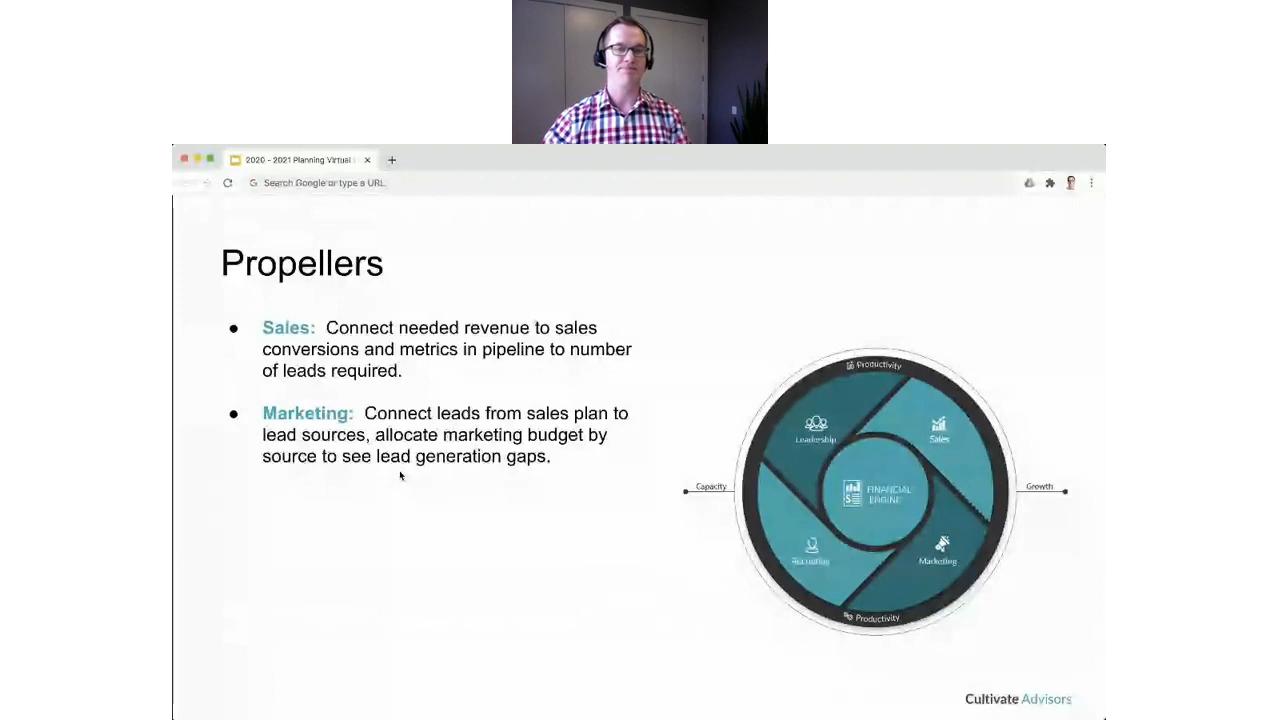 2020 - 2021 Planning Virtual
Search Google or type a URL
Propellers
● Sales: Connect needed revenue to sales
conversions and metrics in pipeline to number
of leads required.
● Marketing: Connect leads from sales plan to
lead sources, allocate marketing budget by
source to see lead generation gaps.
Productivity
Leadership
Sales
Capacity
FINANCIAL
ENGINE
Growth
Recruiting
Marketing
Productivity
Cultivate Advisors